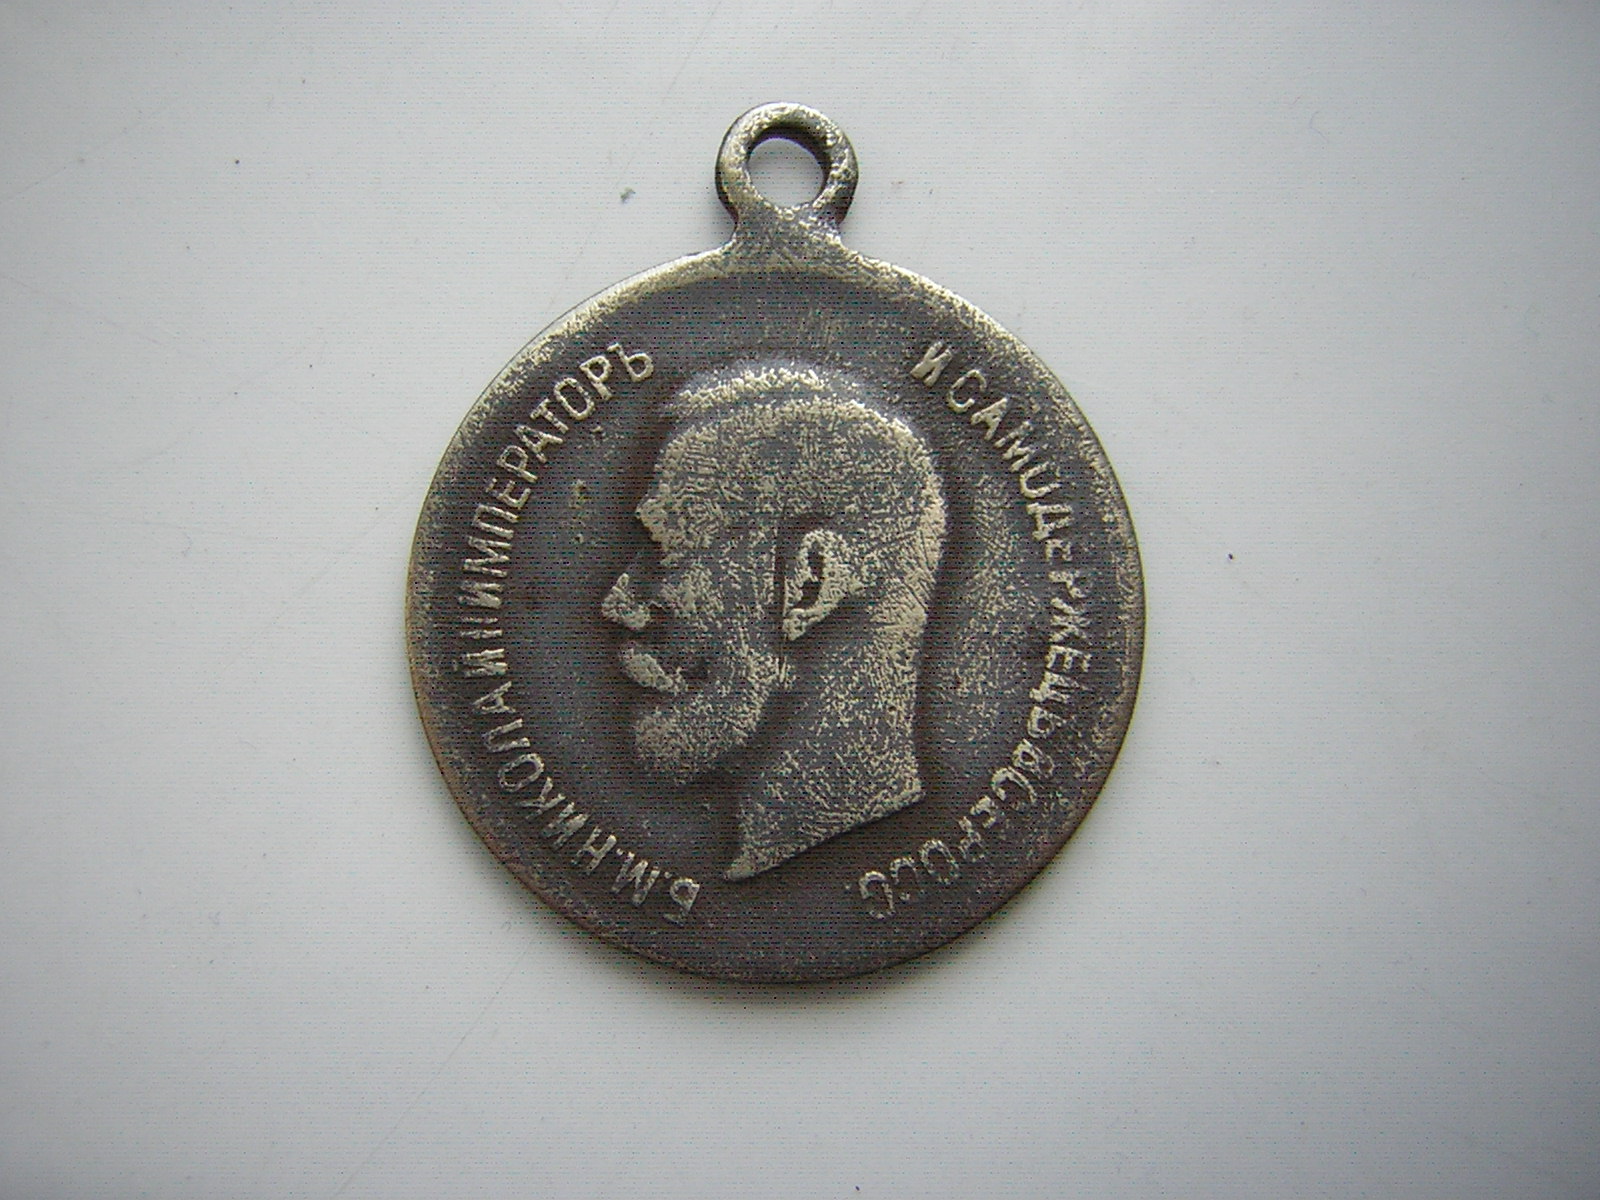 Б.М.НИКОЛАЙ II ИМПЕРАТОРЪ
И САМОДЕРЖЕЦЪ ВСЕРОСС.